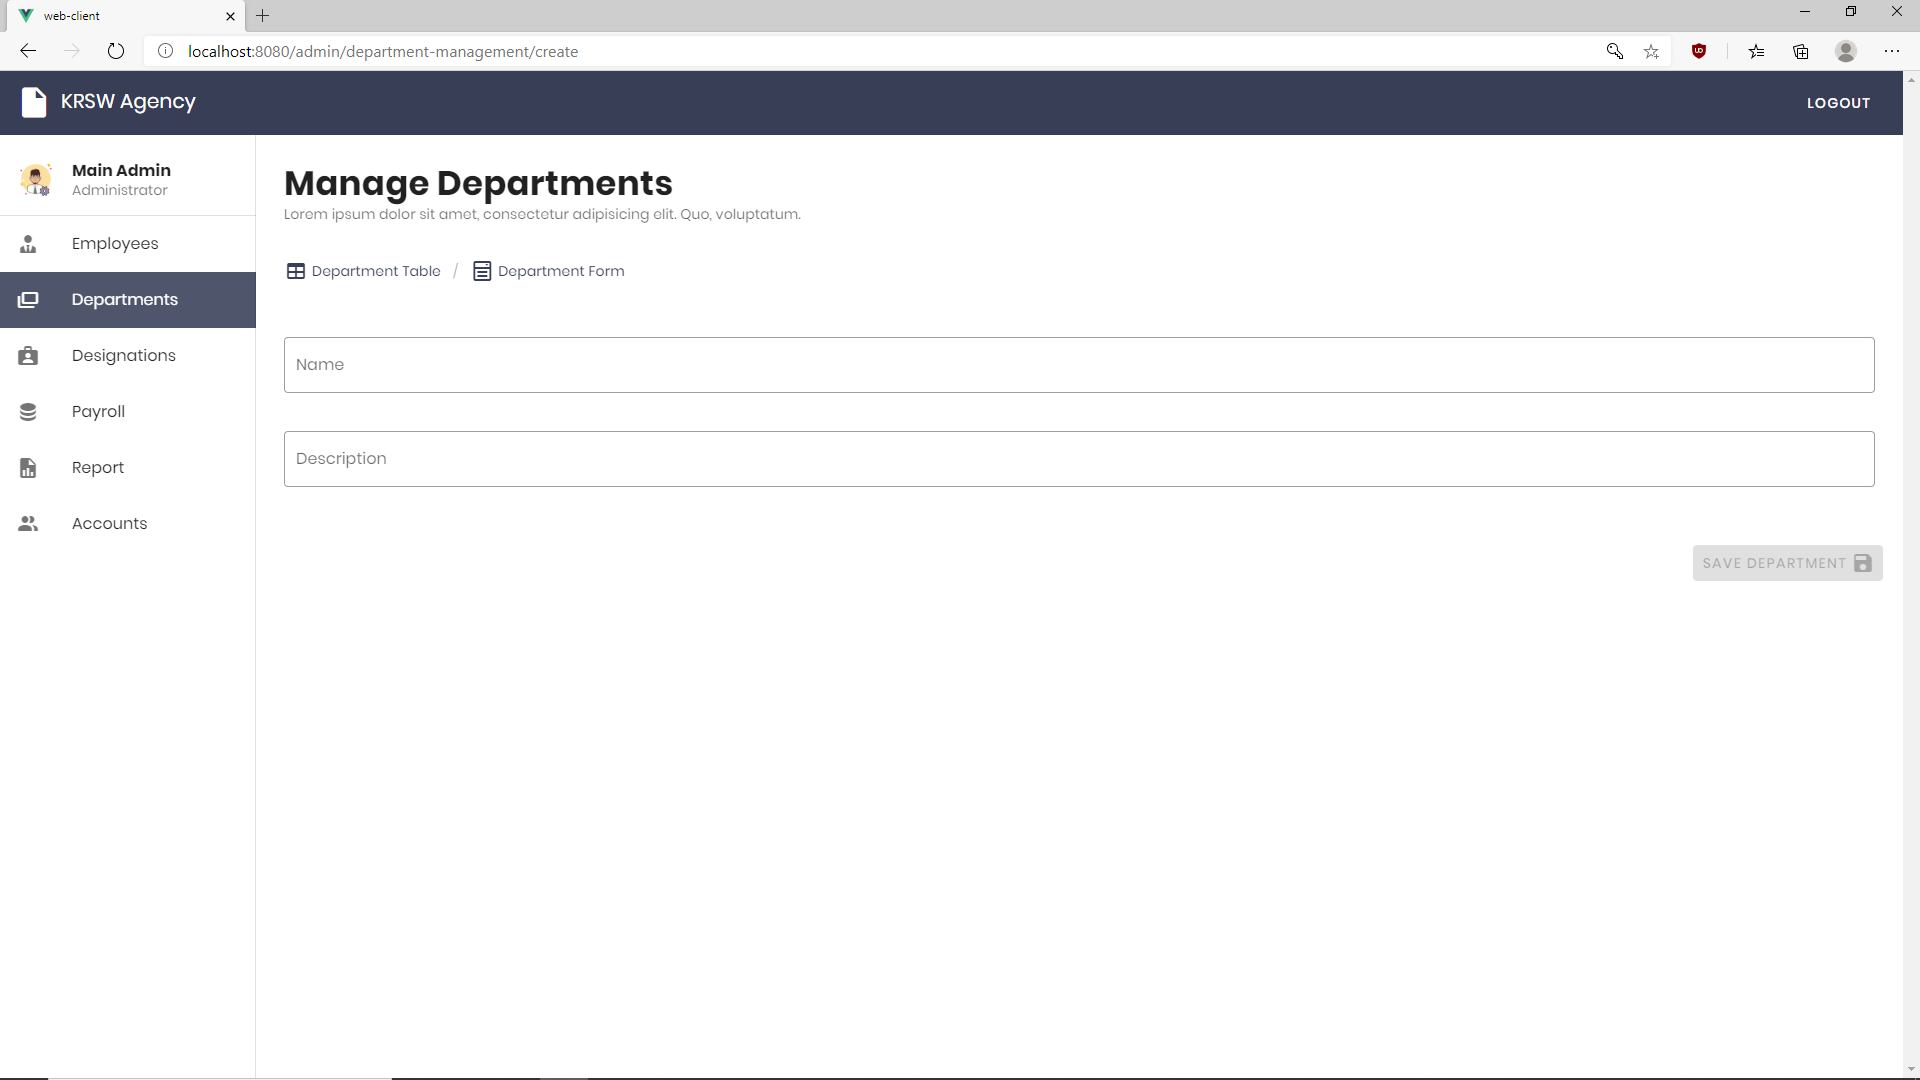 web-client
localhost:8080/admin/department-management/create
KRSW Agency
LOGOUT
Main Admin
Administrator
Employees
Departments
Designations
Payroll
Report
Accounts
Manage Departments
Lorem ipsum dolor sit amet, consectetur adipisicing elit. Quo, voluptatum.
Department Table / Department Form
Name
Description
SAVE DEPARTMENT